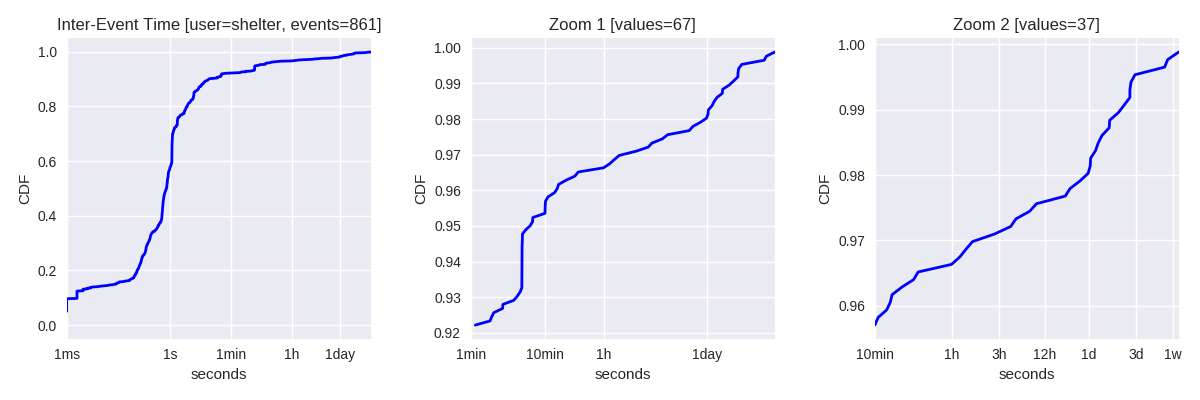 Inter-Event Time [user=shelter, events=861]
CDF
1.0
0.8
0.6
0.4
0.2
0.0
1ms 1s 1min 1h 1day
seconds
Zoom 1 [values=67]
CDF
1.00
0.99
0.98
0.97
0.96
0.95
0.94
0.93
0.92
1min 10min 1h 1day
seconds
Zoom 2 [values=37]
CDF
1.00
0.99
0.98
0.97
0.96
10min 1h 3h 12h 1d 3d 1w
seconds